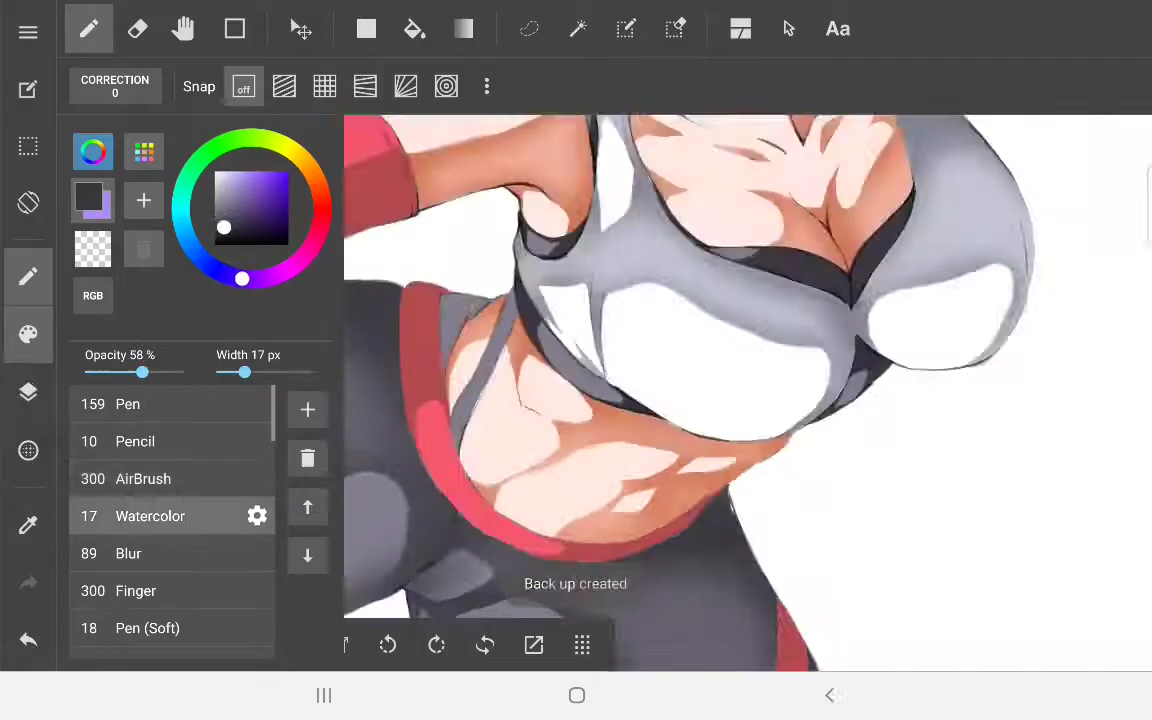 Aa
CORRECTION
0
Snap
off
RGB
Opacity 58 %
Width 17 px
159 Pen
10 Pencil
300 AirBrush
17 Watercolor
89 Blur
300 Finger
18 Pen (Soft)
Back up created